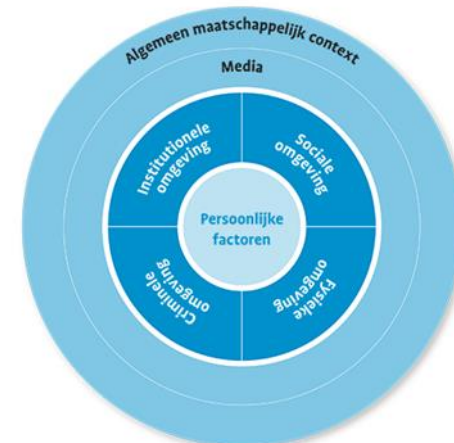 Algemeen maatschappelijk context
Media
Institutionele
omgeving
Sociale
omgeving
Persoonlijke
factoren
Criminele
omgeving
Fysieke
omgeving